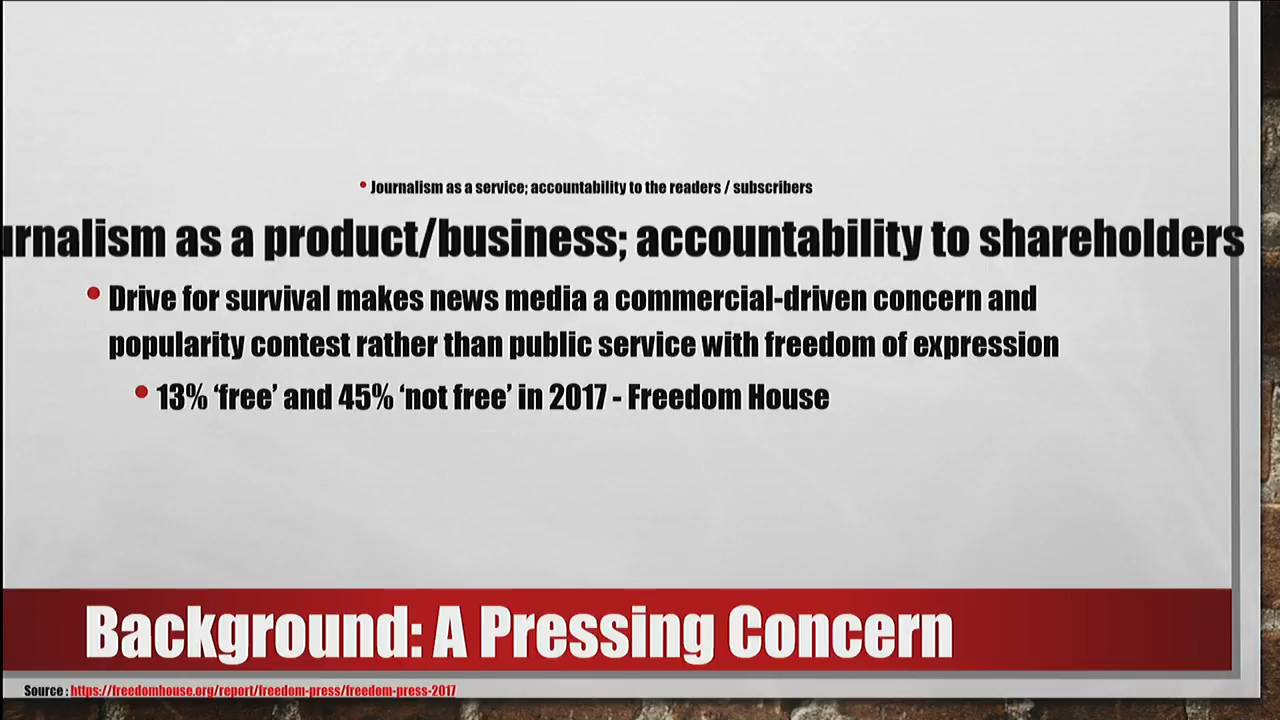 • Journalism as a service; accountability to the readers / subscribers
urnalism as a product/business; accountability to shareholders
• Drive for survival makes news media a commercial-driven concern and
popularity contest rather than public service with freedom of expression
• 13% ‘free’ and 45% ‘not free’ in 2017 - Freedom House
Background: A Pressing Concern
Source : https://freedomhouse.org/report/freedom-press/freedom-press-2017